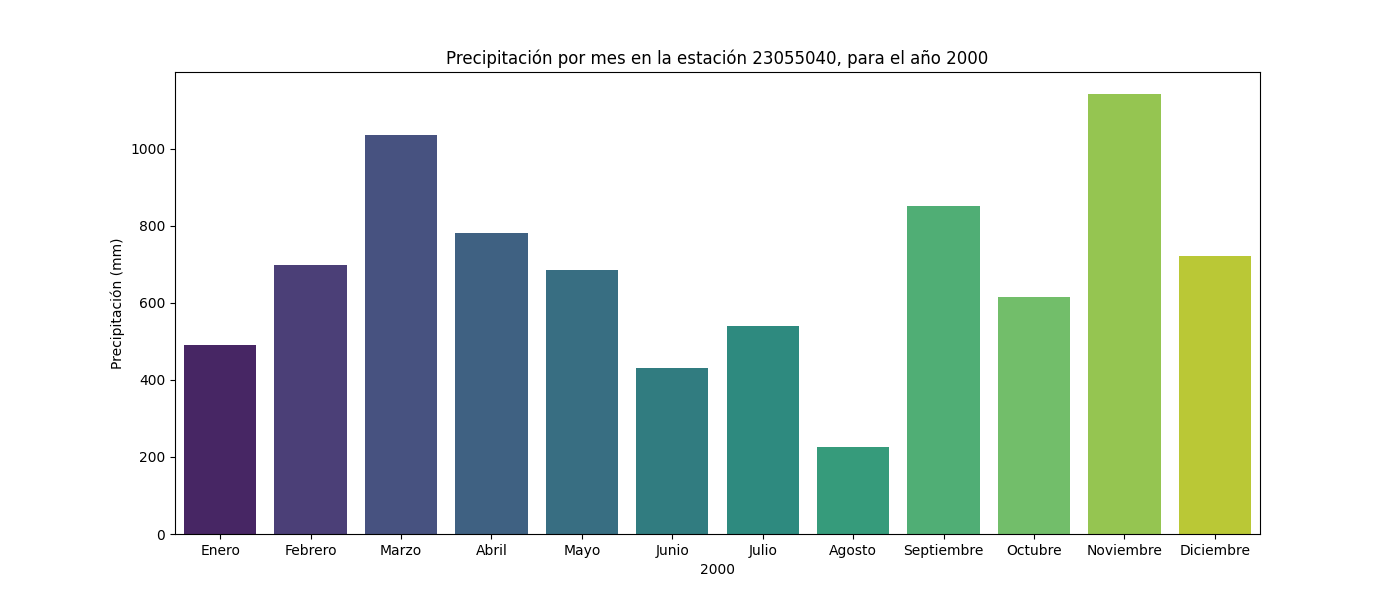 Precipitación por mes en la estación 23055040, para el año 2000
Precipitación (mm)
1000
800
600
400
200
0
Enero Febrero Marzo Abril Mayo Junio Julio Agosto Septiembre Octubre Noviembre Diciembre
2000